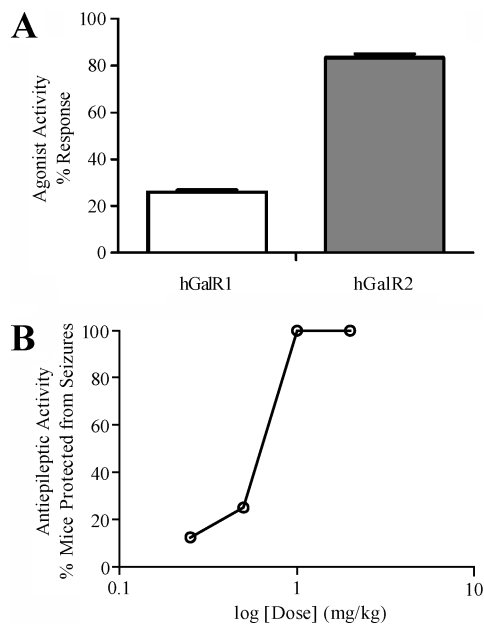 A
Agonist Activity
% Response
100
80
60
40
20
0
hGalR1
hGalR2
B
Antiepileptic Activity
% Mice Protected from Seizures
100
80
60
40
20
0
0.1
1
10
log [Dose] (mg/kg)